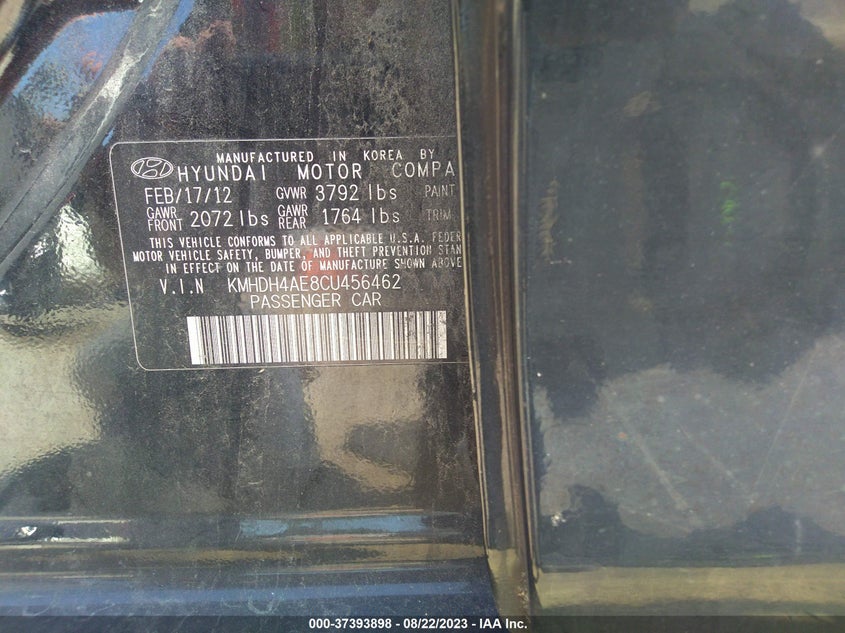 MANUFACTURED IN KOREA BY
HYUNDAI MOTOR COMPA
FEB/17/12 GVWR 3792 lbs PAINT
GAWR FRONT 2072 lbs GAWR REAR 1764 lbs TRIM
THIS VEHICLE CONFORMS TO ALL APPLICABLE U.S.A. FEDER
MOTOR VEHICLE SAFETY, BUMPER, AND THEFT PREVENTION STAN
IN EFFECT ON THE DATE OF MANUFACTURE SHOWN ABOVE
V.I.N KMHDH4AE8CU456462
PASSENGER CAR
000-37393898 - 08/22/2023 - IAA Inc.